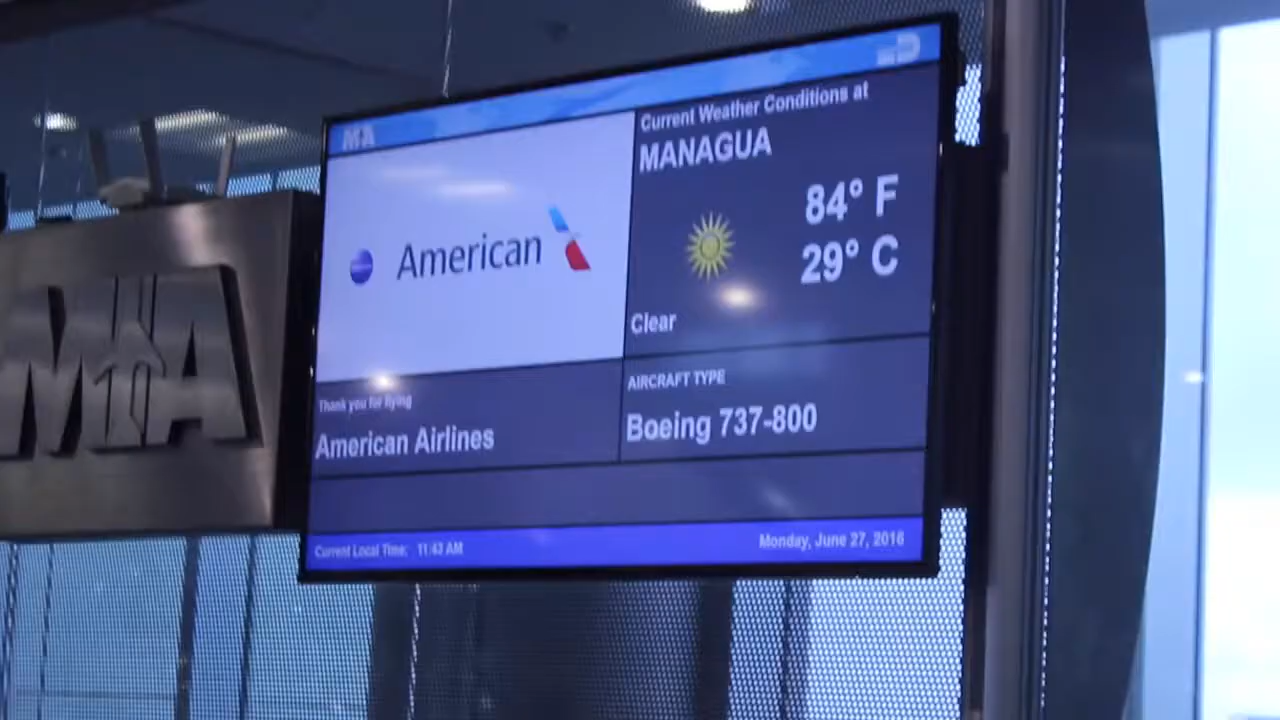 MIA
MIA
American
Thank you for flying
American Airlines
Current Weather Conditions at
MANAGUA
84° F
29° C
Clear
AIRCRAFT TYPE
Boeing 737-800
Current Local Time: 11:43 AM
Monday, June 27, 2016